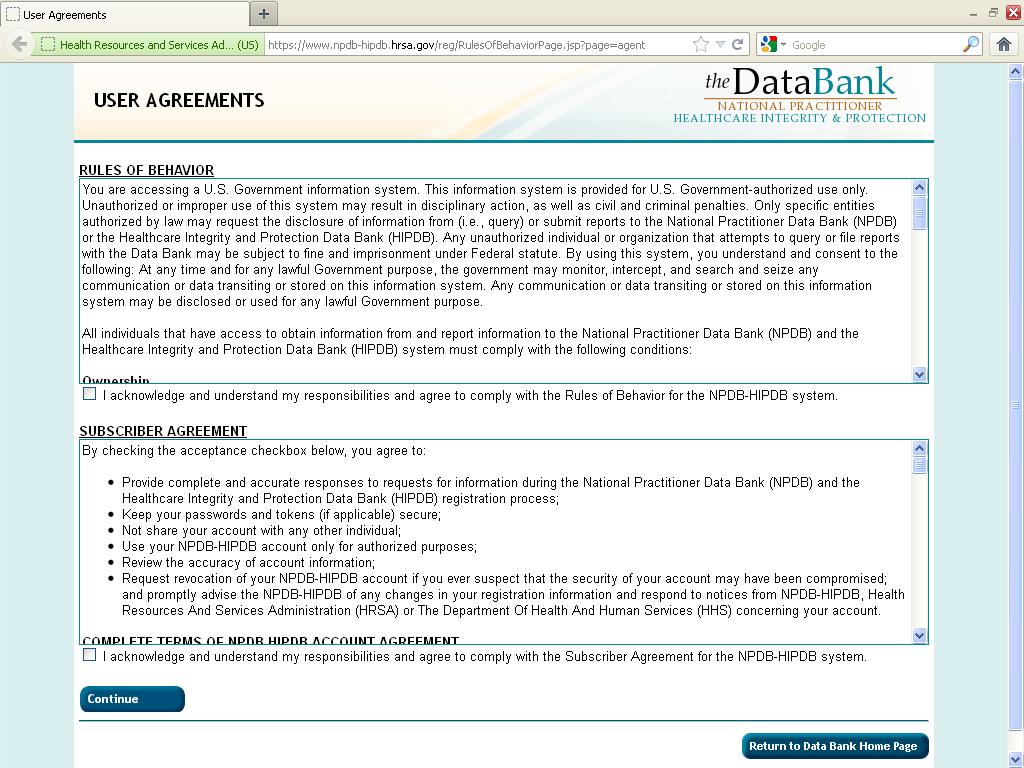 User Agreements
Health Resources and Services Ad... (US)
https://www.npdb-hipdb.hrsa.gov/reg/RulesOfBehaviorPage.jsp?page=agent
Google
USER AGREEMENTS
the DataBank
NATIONAL PRACTITIONER
HEALTHCARE INTEGRITY & PROTECTION
RULES OF BEHAVIOR
You are accessing a U.S. Government information system. This information system is provided for U.S. Government-authorized use only.
Unauthorized or improper use of this system may result in disciplinary action, as well as civil and criminal penalties. Only specific entities
authorized by law may request the disclosure of information from (i.e., query) or submit reports to the National Practitioner Data Bank (NPDB)
or the Healthcare Integrity and Protection Data Bank (HIPDB). Any unauthorized individual or organization that attempts to query or file reports
with the Data Bank may be subject to fine and imprisonment under Federal statute. By using this system, you understand and consent to the
following: At any time and for any lawful Government purpose, the government may monitor, intercept, and search and seize any
communication or data transiting or stored on this information system. Any communication or data transiting or stored on this information
system may be disclosed or used for any lawful Government purpose.
All individuals that have access to obtain information from and report information to the National Practitioner Data Bank (NPDB) and the
Healthcare Integrity and Protection Data Bank (HIPDB) system must comply with the following conditions:
Ownership
I acknowledge and understand my responsibilities and agree to comply with the Rules of Behavior for the NPDB-HIPDB system.
SUBSCRIBER AGREEMENT
By checking the acceptance checkbox below, you agree to:
• Provide complete and accurate responses to requests for information during the National Practitioner Data Bank (NPDB) and the
Healthcare Integrity and Protection Data Bank (HIPDB) registration process;
• Keep your passwords and tokens (if applicable) secure;
• Not share your account with any other individual;
• Use your NPDB-HIPDB account only for authorized purposes;
• Review the accuracy of account information;
• Request revocation of your NPDB-HIPDB account if you ever suspect that the security of your account may have been compromised;
and promptly advise the NPDB-HIPDB of any changes in your registration information and respond to notices from NPDB-HIPDB, Health
Resources And Services Administration (HRSA) or The Department Of Health And Human Services (HHS) concerning your account.
COMPLETE TERMS OF NPDB HIPDB ACCOUNT AGREEMENT
I acknowledge and understand my responsibilities and agree to comply with the Subscriber Agreement for the NPDB-HIPDB system.
Continue
Return to Data Bank Home Page